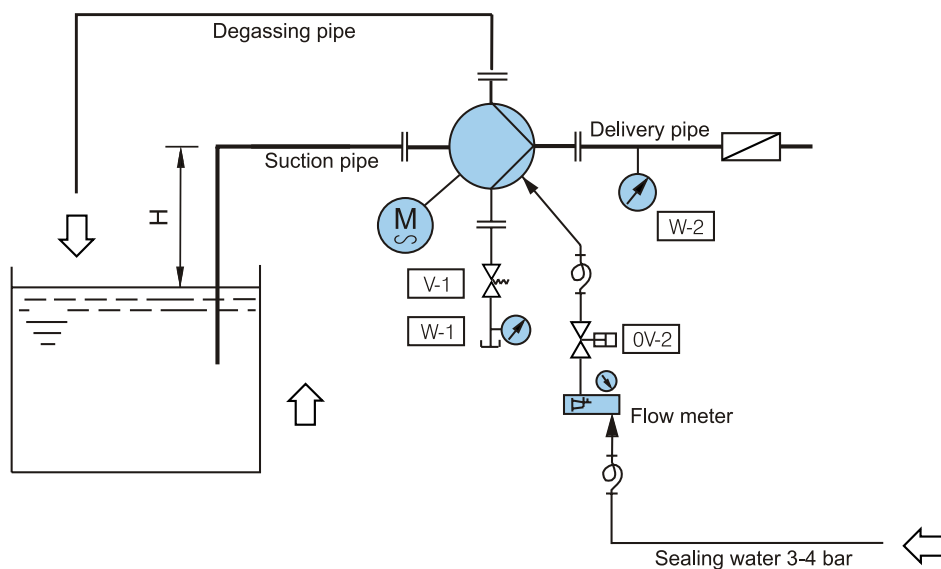 Degassing pipe
Suction pipe
Delivery pipe
H
M
S
W-2
V-1
W-1
0V-2
Flow meter
Sealing water 3-4 bar